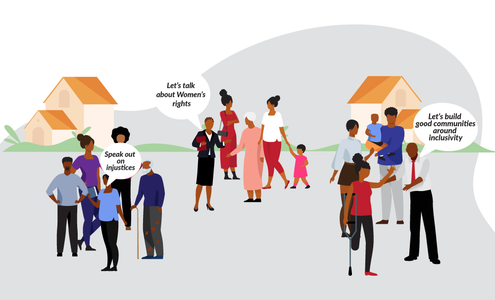 Let's talk
about Women's
rights
Speak out
on
injustices
Let's build
good communities
around
inclusivity